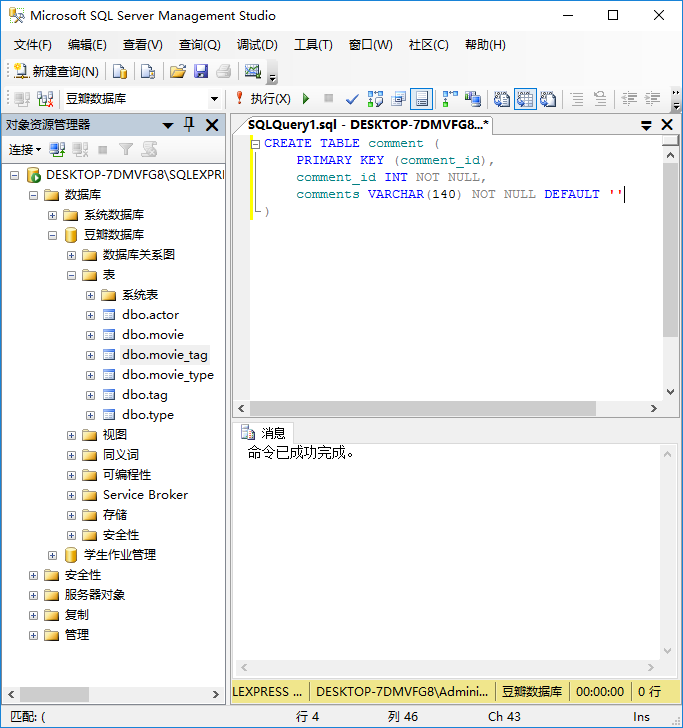 Microsoft SQL Server Management Studio
文件(F) 编辑(E) 查看(V) 查询(Q) 调试(D) 工具(T) 窗口(W) 社区(C) 帮助(H)
新建查询(N)
豆瓣数据库 执行(X)
对象资源管理器
连接
DESKTOP-7DMVFG8\SQLEXPRI
数据库
系统数据库
豆瓣数据库
数据库关系图
表
系统表
dbo.actor
dbo.movie
dbo.movie_tag
dbo.movie_type
dbo.tag
dbo.type
视图
同义词
可编程性
Service Broker
存储
安全性
学生作业管理
安全性
服务器对象
复制
管理
SQLQuery1.sql - DESKTOP-7DMVFG8...*
CREATE TABLE comment (
PRIMARY KEY (comment_id),
comment_id INT NOT NULL,
comments VARCHAR(140) NOT NULL DEFAULT ''
)
消息
命令已成功完成。
LEXPRESS ... DESKTOP-7DMVFG8\Admini... 豆瓣数据库 00:00:00 0 行
匹配: ( 行 4 列 46 Ch 43 Ins